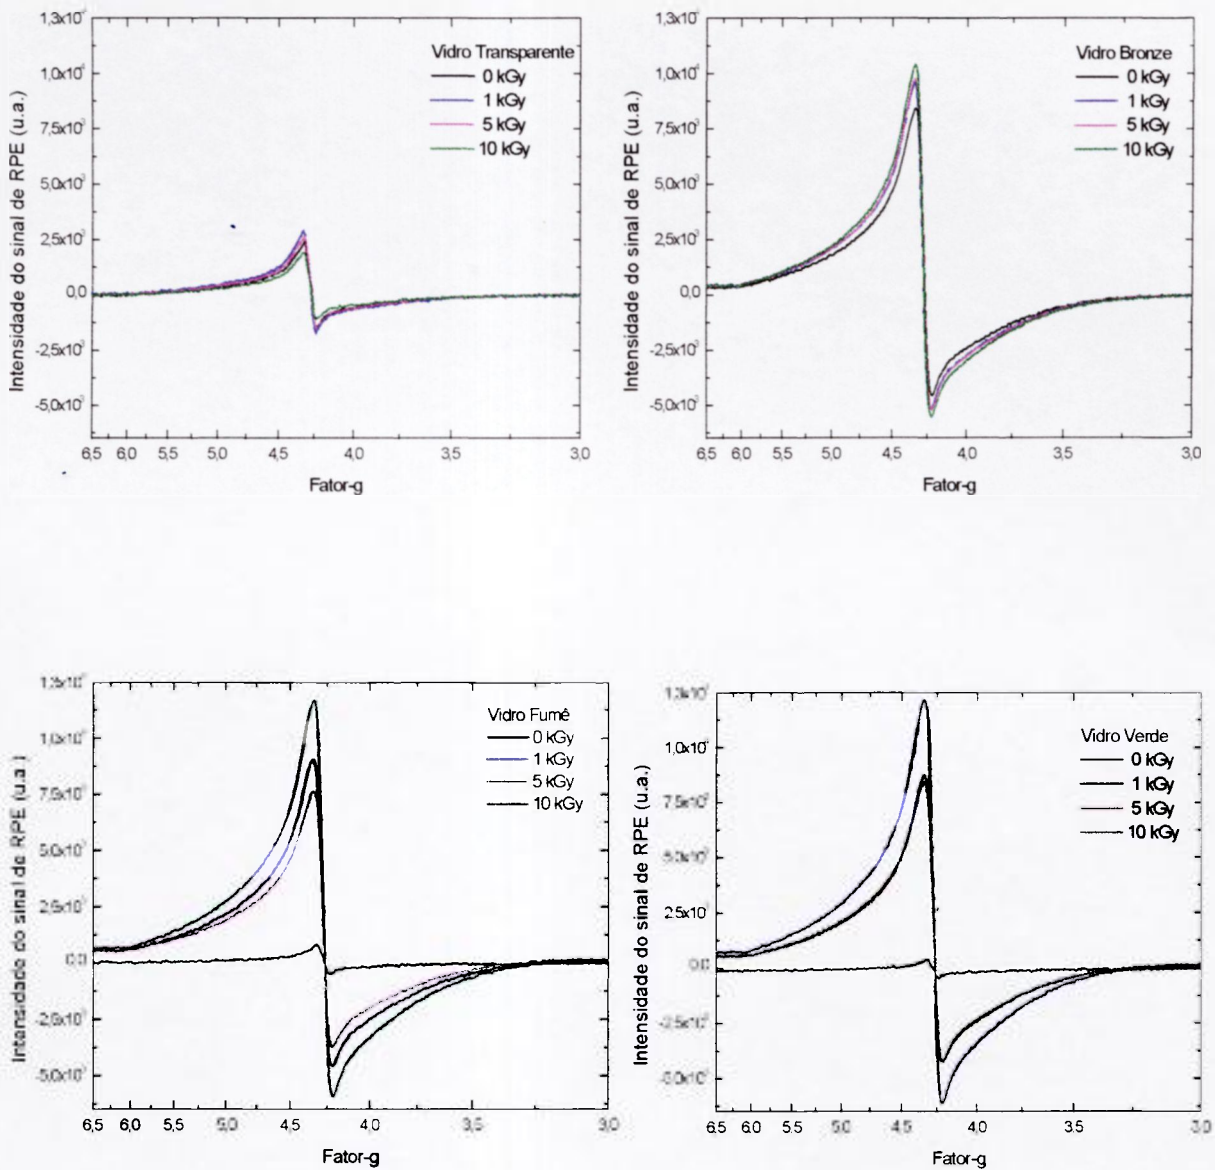 Vidro Transparente
0 kGy
1 kGy
5 kGy
10 kGy
Intensidade do sinal de RPE (u.a.)
1,3x10⁴
1,0x10⁴
7,5x10³
5,0x10³
2,5x10³
0,0
-2,5x10³
-5,0x10³
6,5 6,0 5,5 5,0 4,5 4,0 3,5 3,0
Fator-g
Vidro Bronze
0 kGy
1 kGy
5 kGy
10 kGy
Intensidade do sinal de RPE (u.a.)
1,3x10⁴
1,0x10⁴
7,5x10³
5,0x10³
2,5x10³
0,0
-2,5x10³
-5,0x10³
6,5 6,0 5,5 5,0 4,5 4,0 3,5 3,0
Fator-g
Vidro Fumê
0 kGy
1 kGy
5 kGy
10 kGy
Intensidade do sinal de RPE (u.a.)
0,0
6,5 6,0 5,5 5,0 4,5 4,0 3,5 3,0
Fator-g
Vidro Verde
0 kGy
1 kGy
5 kGy
10 kGy
Intensidade do sinal de RPE (u.a.)
0,0
6,5 6,0 5,5 5,0 4,5 4,0 3,5 3,0
Fator-g